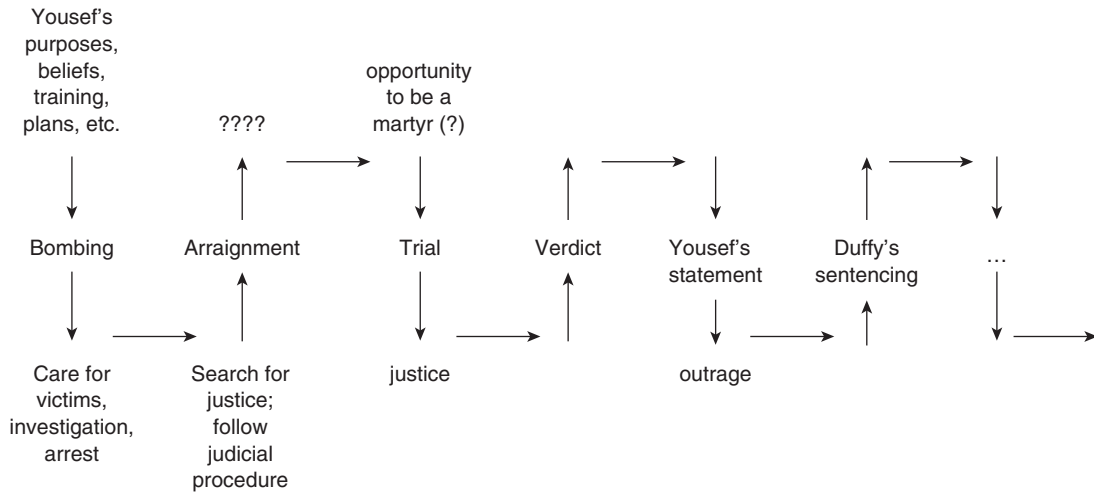 Yousef's
purposes,
beliefs,
training,
plans, etc.
????
opportunity
to be a
martyr (?)
Bombing
Arraignment
Trial
Verdict
Yousef's
statement
Duffy's
sentencing
...
Care for
victims,
investigation,
arrest
Search for
justice;
follow
judicial
procedure
justice
outrage